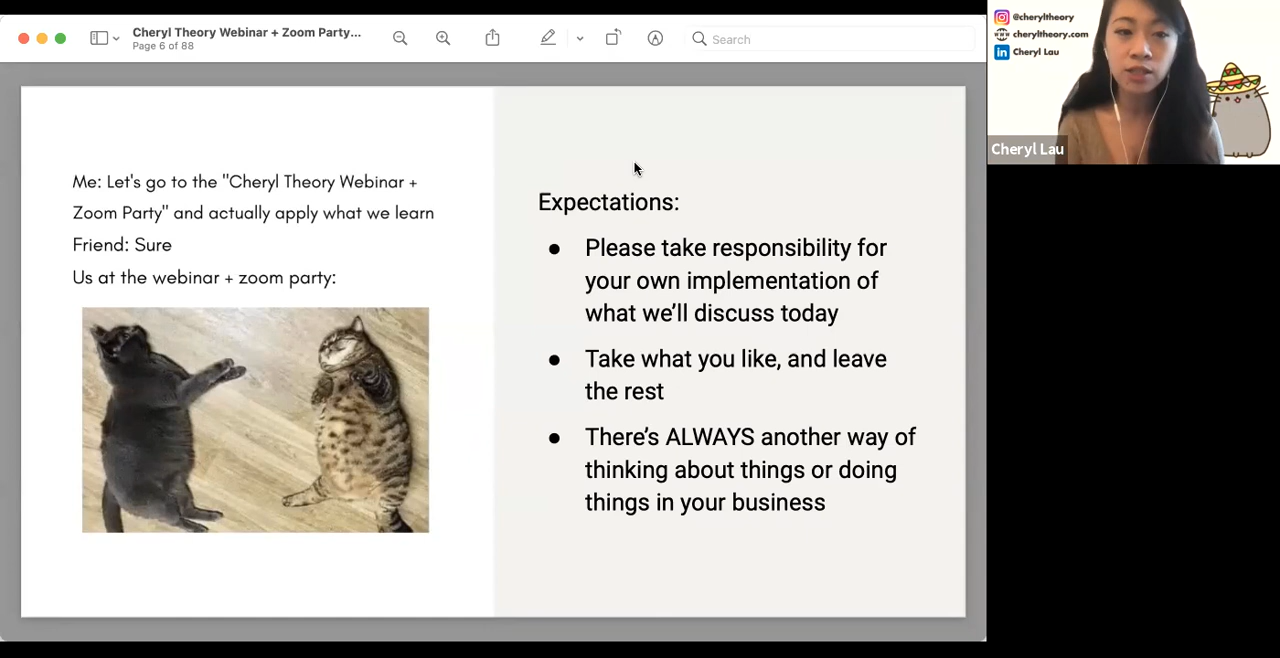 Cheryl Theory Webinar + Zoom Party...
Page 6 of 88
Search
Me: Let's go to the "Cheryl Theory Webinar +
Zoom Party" and actually apply what we learn
Friend: Sure
Us at the webinar + zoom party:
Expectations:
● Please take responsibility for
your own implementation of
what we'll discuss today
● Take what you like, and leave
the rest
● There's ALWAYS another way of
thinking about things or doing
things in your business
@cheryltheory
cheryltheory.com
in Cheryl Lau
Cheryl Lau